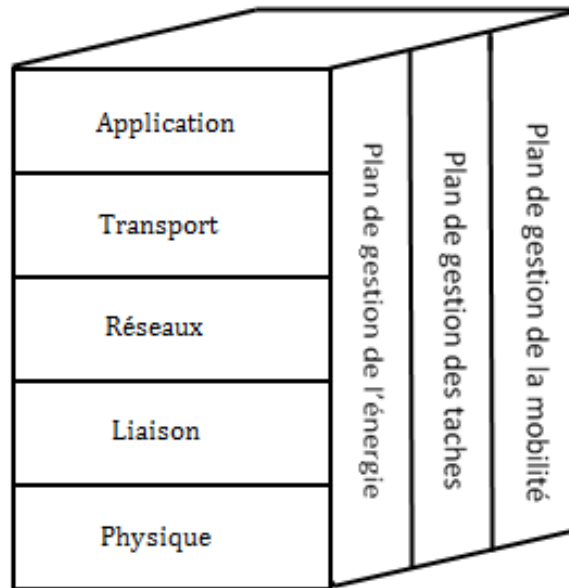 Application
Transport
Réseaux
Liaison
Physique
Plan de gestion de l'énergie
Plan de gestion des taches
Plan de gestion de la mobilité